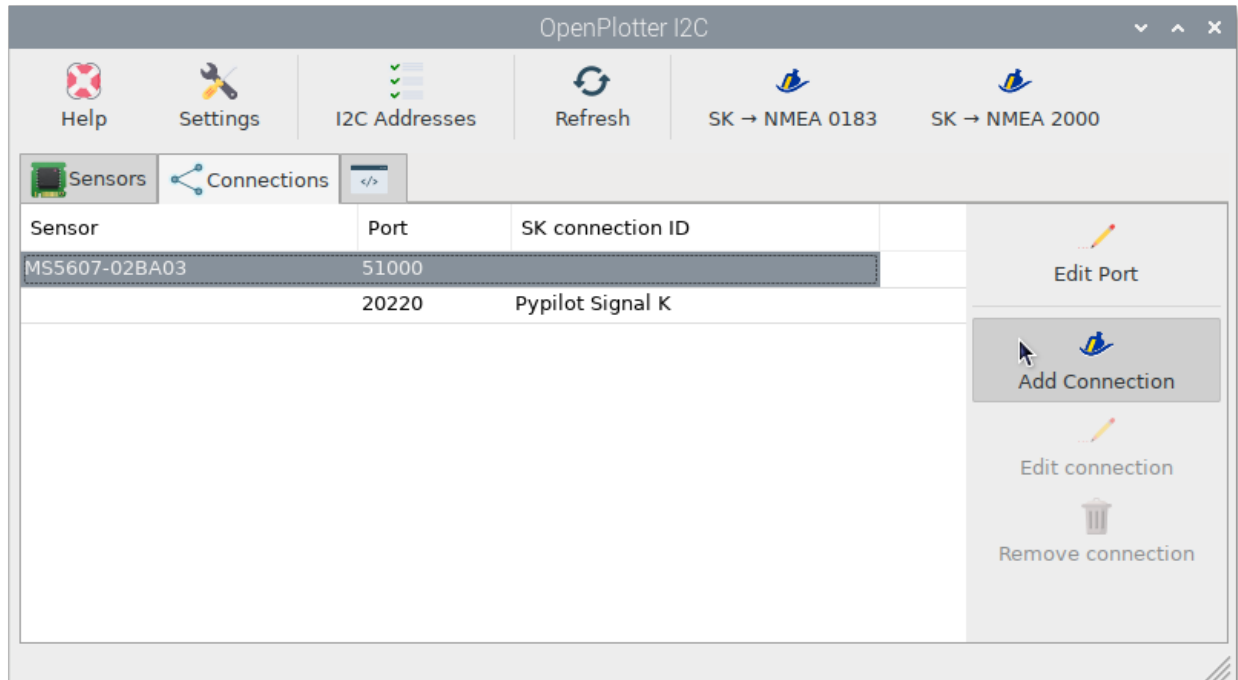 OpenPlotter I2C
Help Settings I2C Addresses Refresh SK → NMEA 0183 SK → NMEA 2000
Sensors Connections </>
Sensor Port SK connection ID
MS5607-02BA03 51000
20220 Pypilot Signal K
Edit Port
Add Connection
Edit connection
Remove connection